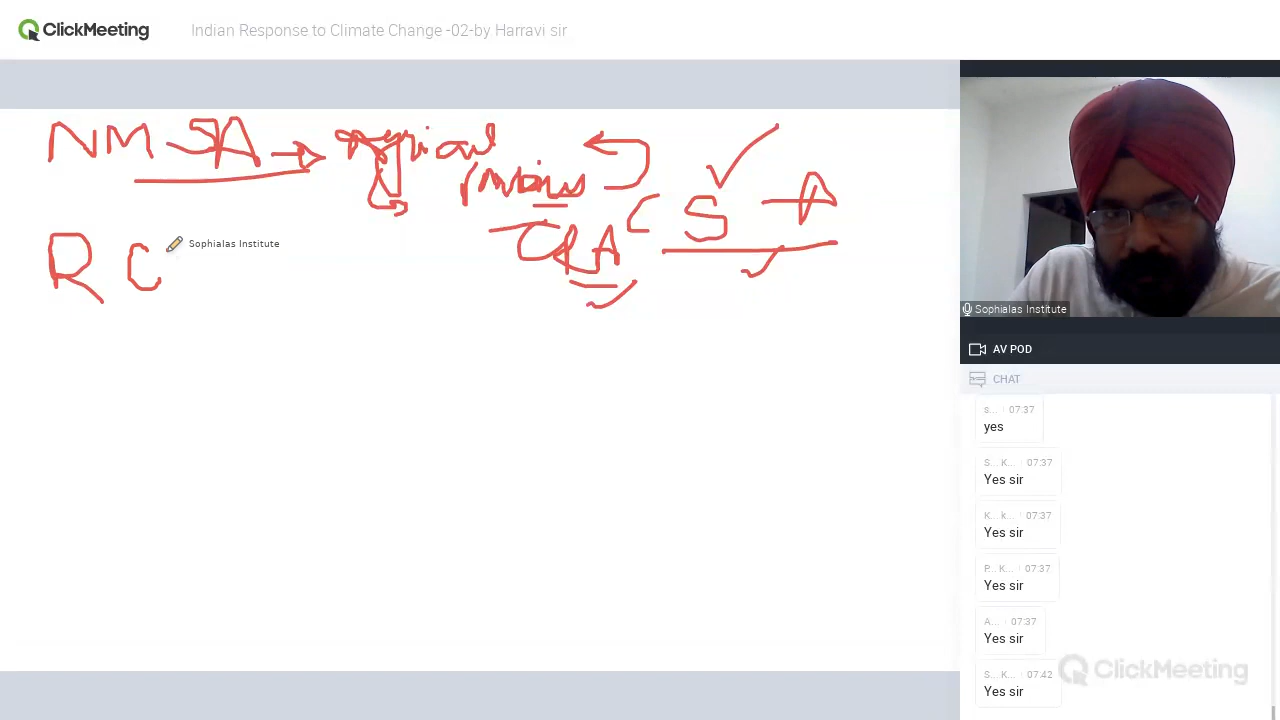 ClickMeeting
Indian Response to Climate Change -02-by Harravi sir
NM SA →
CSA
R C
Sophialas Institute
Sophialas Institute
AV POD
CHAT
s... 07:37
yes
S... K... 07:37
Yes sir
K... k... 07:37
Yes sir
P... K... 07:37
Yes sir
A... 07:37
Yes sir
S... K... 07:42
Yes sir
ClickMeeting